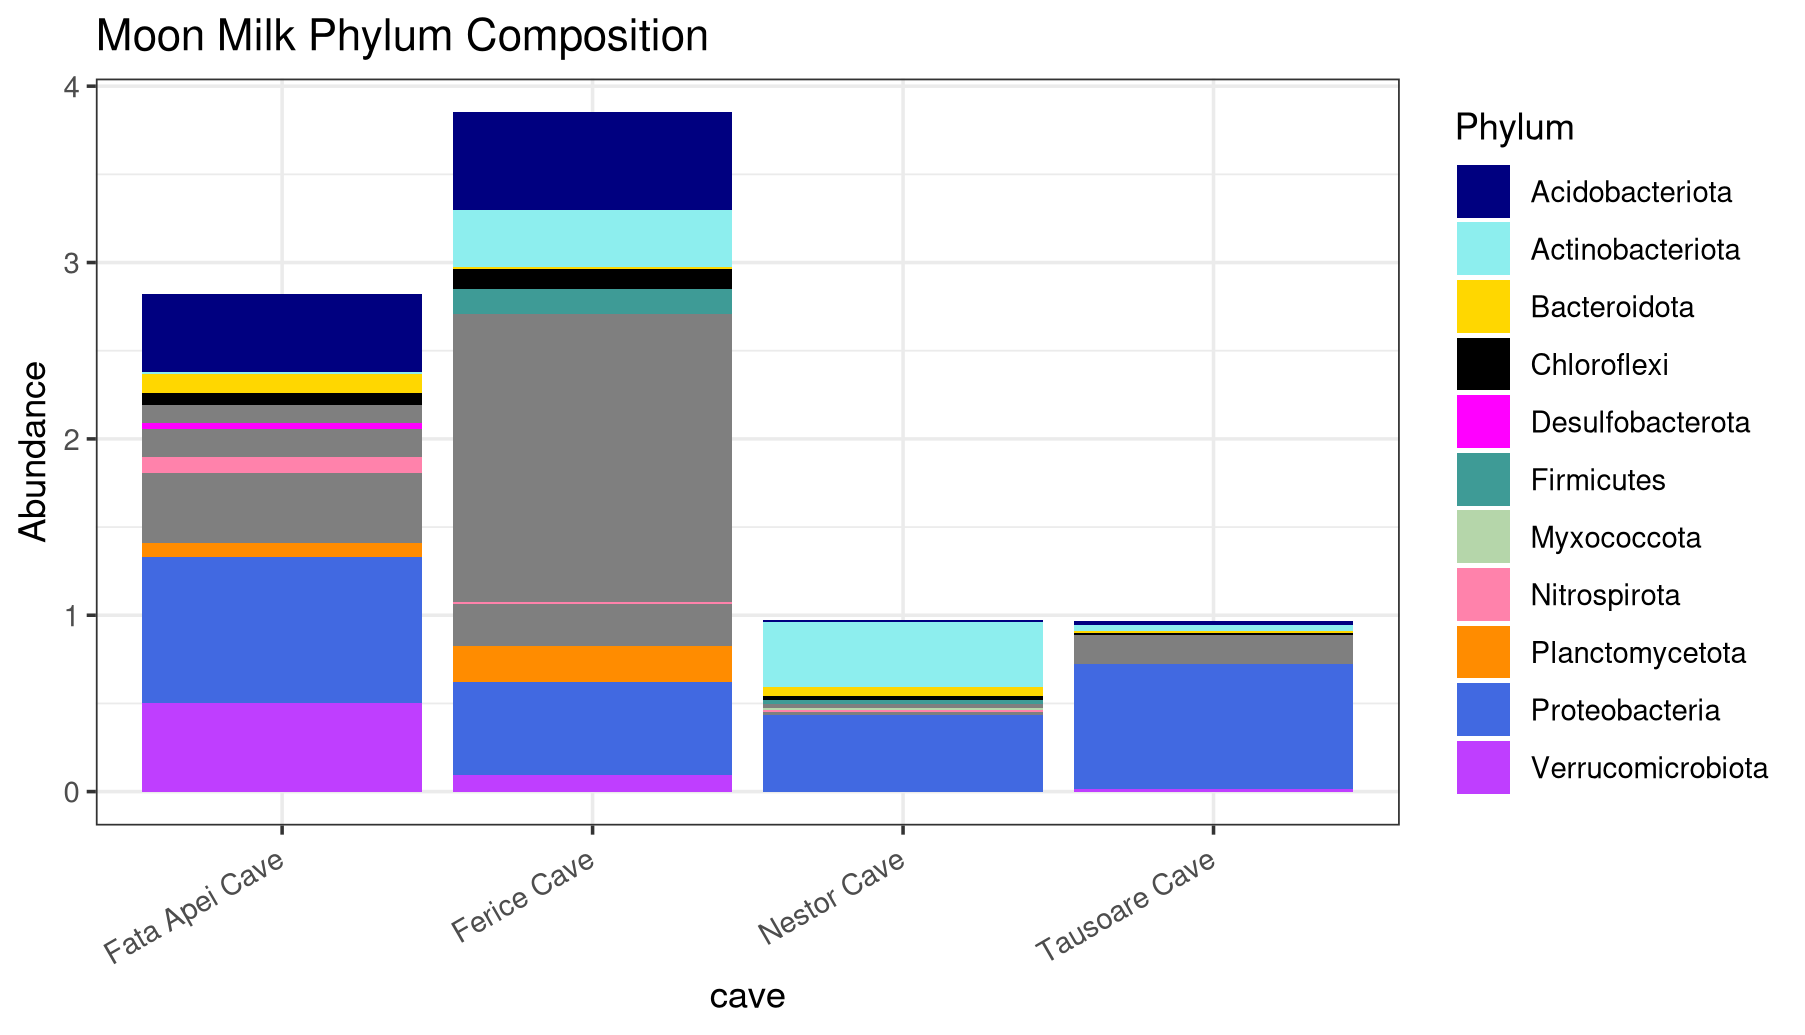 Moon Milk Phylum Composition
4
3
2
1
0
Abundance
Fata Apei Cave
Ferice Cave
Nestor Cave
Tausoare Cave
cave
Phylum
Acidobacteriota
Actinobacteriota
Bacteroidota
Chloroflexi
Desulfobacterota
Firmicutes
Myxococcota
Nitrospirota
Planctomycetota
Proteobacteria
Verrucomicrobiota